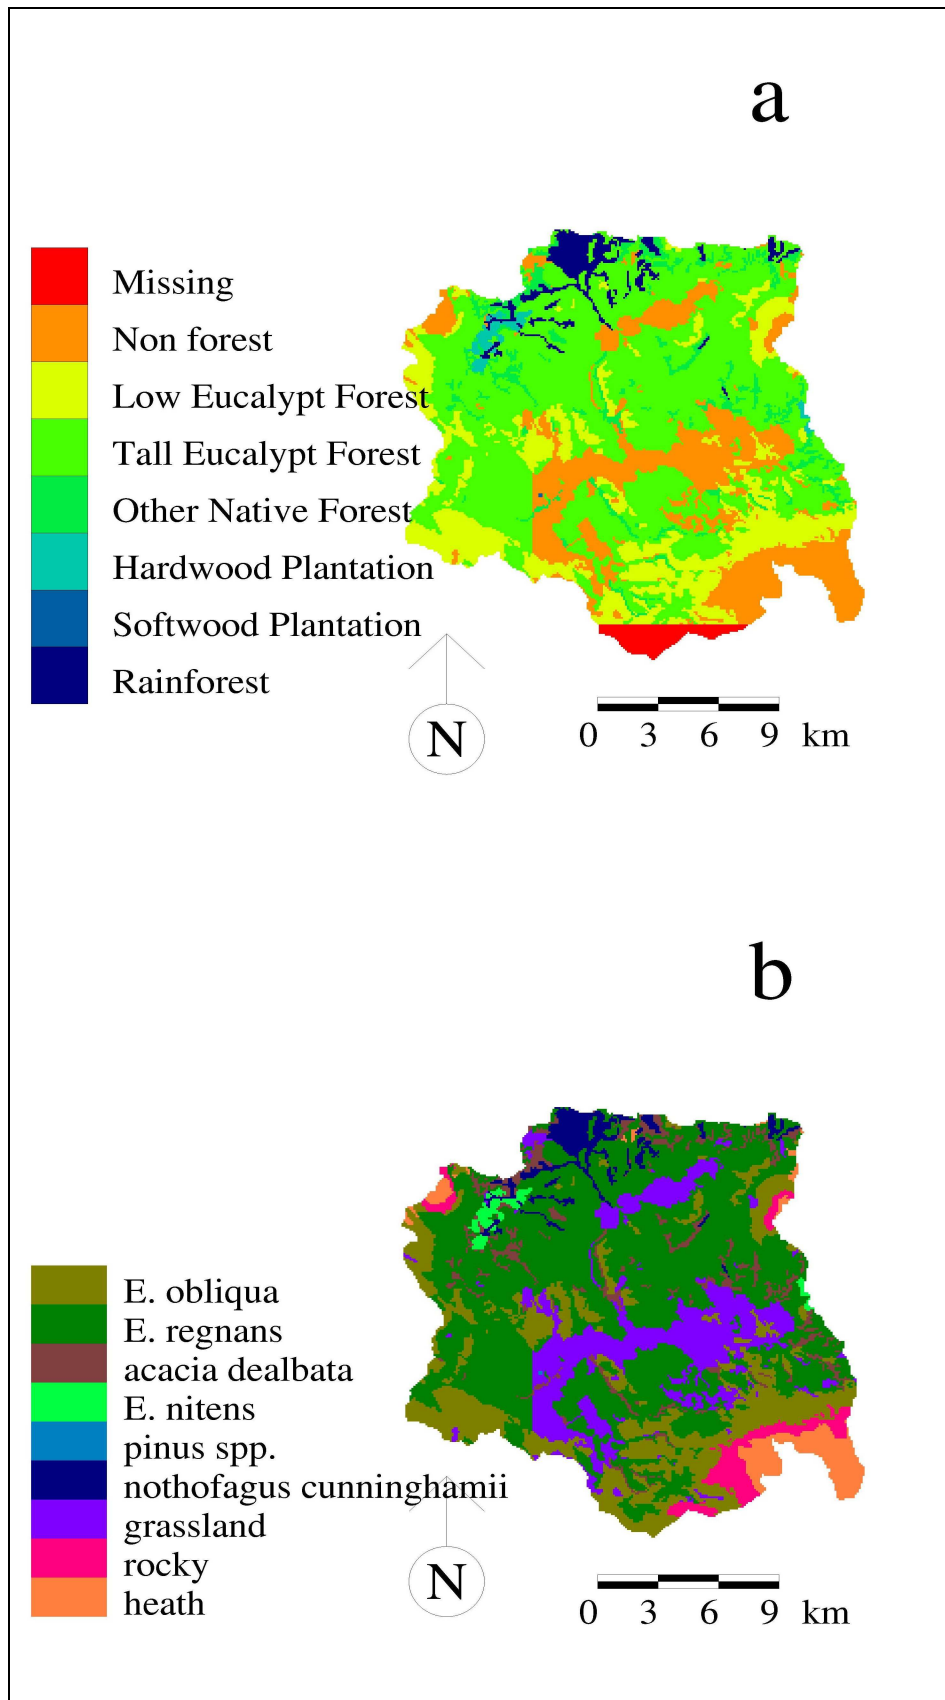 a
Missing
Non forest
Low Eucalypt Forest
Tall Eucalypt Forest
Other Native Forest
Hardwood Plantation
Softwood Plantation
Rainforest
N
0 3 6 9 km
b
E. obliqua
E. regnans
acacia dealbata
E. nitens
pinus spp.
nothofagus cunninghamii
grassland
rocky
heath
N
0 3 6 9 km